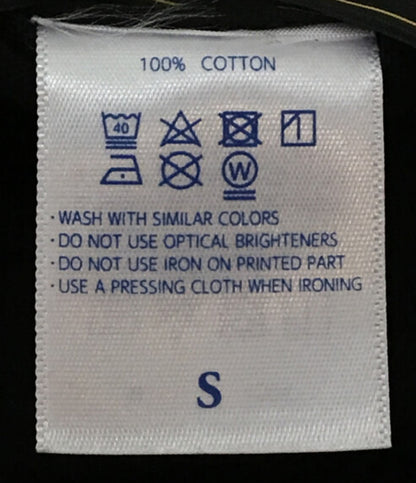 100% COTTON
40
W
· WASH WITH SIMILAR COLORS
· DO NOT USE OPTICAL BRIGHTENERS
· DO NOT USE IRON ON PRINTED PART
· USE A PRESSING CLOTH WHEN IRONING
S